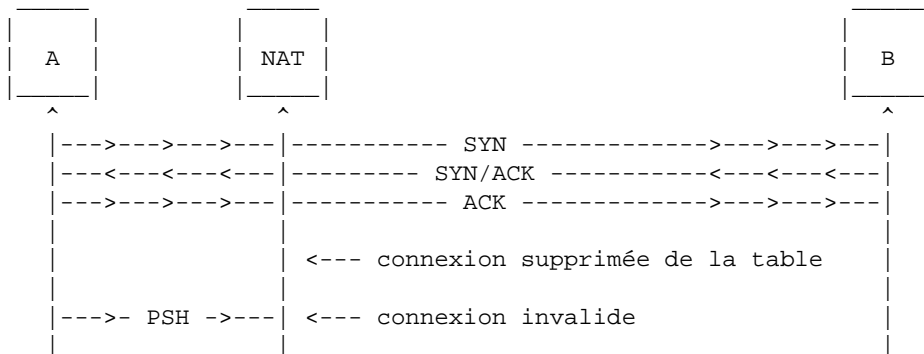 A NAT B
SYN
SYN/ACK
ACK
<--- connexion supprimée de la table
PSH <--- connexion invalide